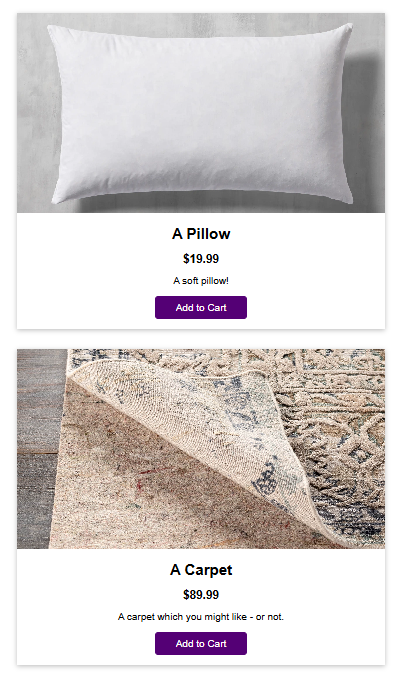 A Pillow
$19.99
A soft pillow!
Add to Cart
A Carpet
$89.99
A carpet which you might like - or not.
Add to Cart